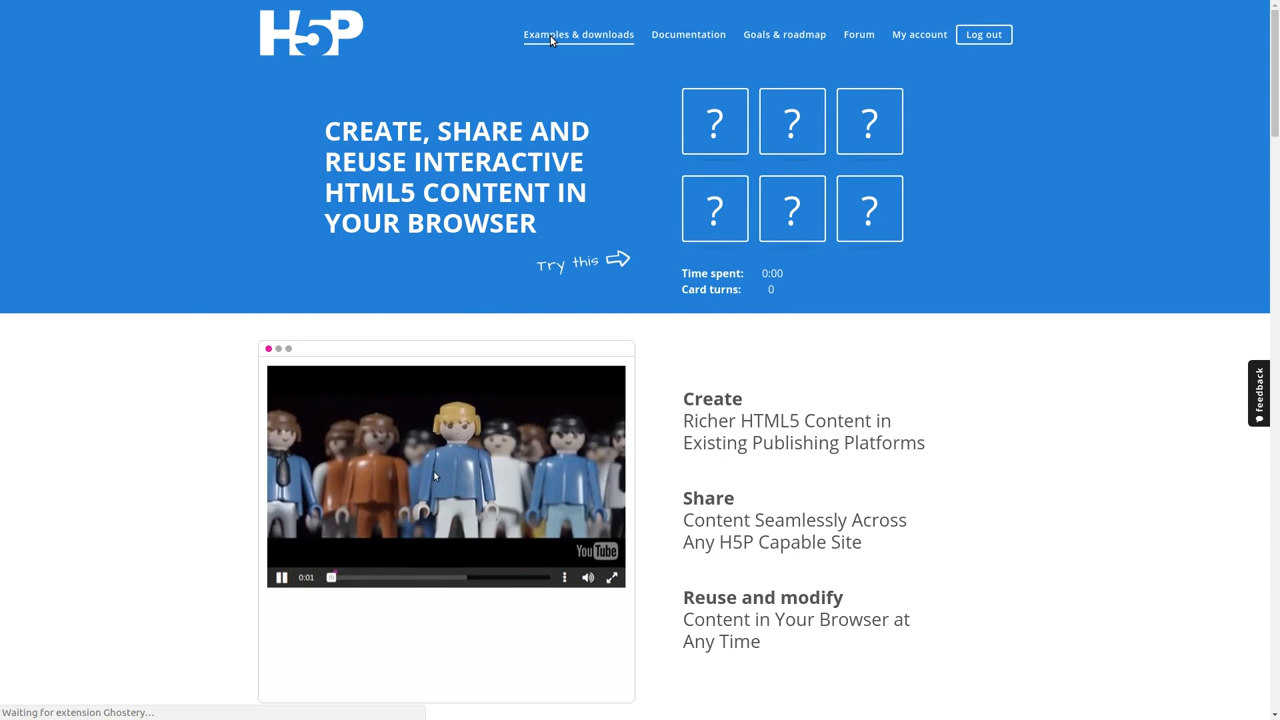 H5P
Examples & downloads
Documentation
Goals & roadmap
Forum
My account
Log out
CREATE, SHARE AND
REUSE INTERACTIVE
HTML5 CONTENT IN
YOUR BROWSER
Try this
? ? ?
? ? ?
Time spent: 0:00
Card turns: 0
YouTube
0:01
Create
Richer HTML5 Content in
Existing Publishing Platforms
Share
Content Seamlessly Across
Any H5P Capable Site
Reuse and modify
Content in Your Browser at
Any Time
feedback
Waiting for extension Ghostery…